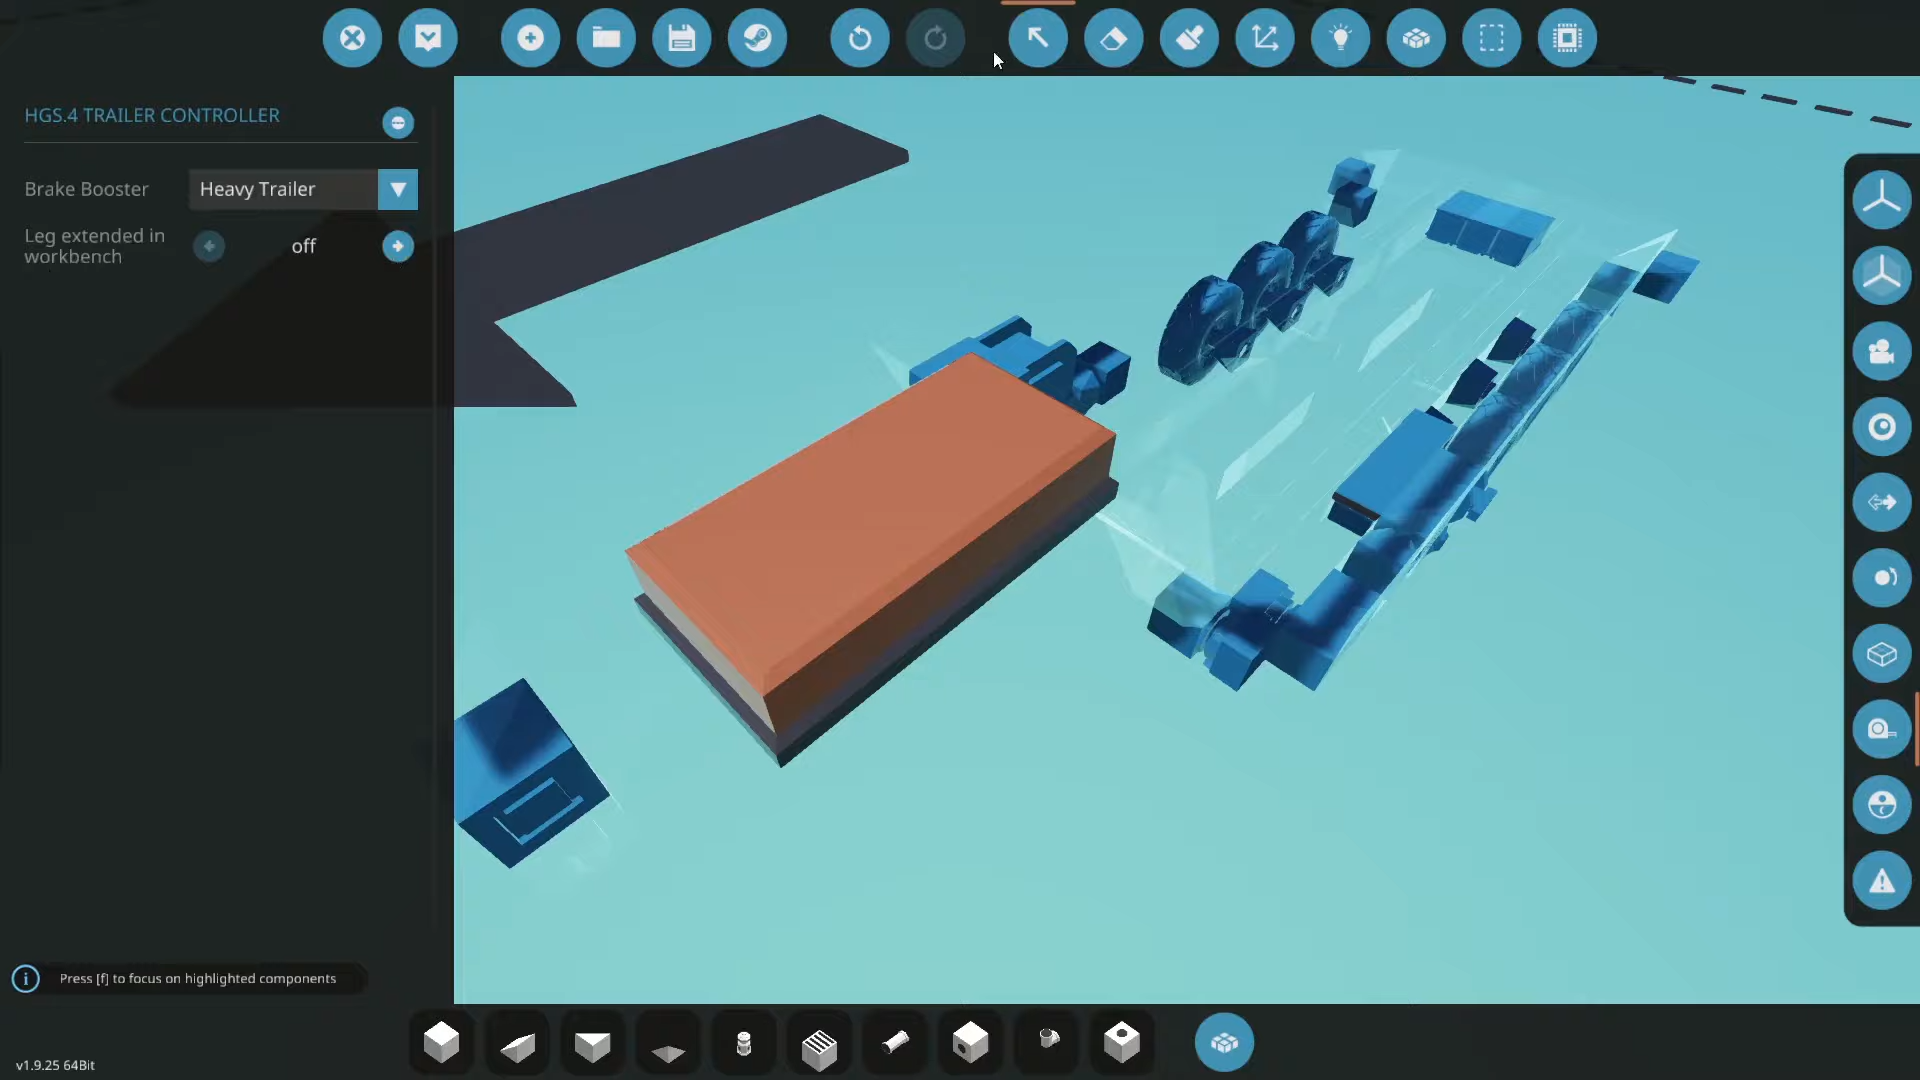 HGS.4 TRAILER CONTROLLER
Brake Booster
Heavy Trailer
Leg extended in
workbench
off
Press [f] to focus on highlighted components
v1.9.25 64Bit